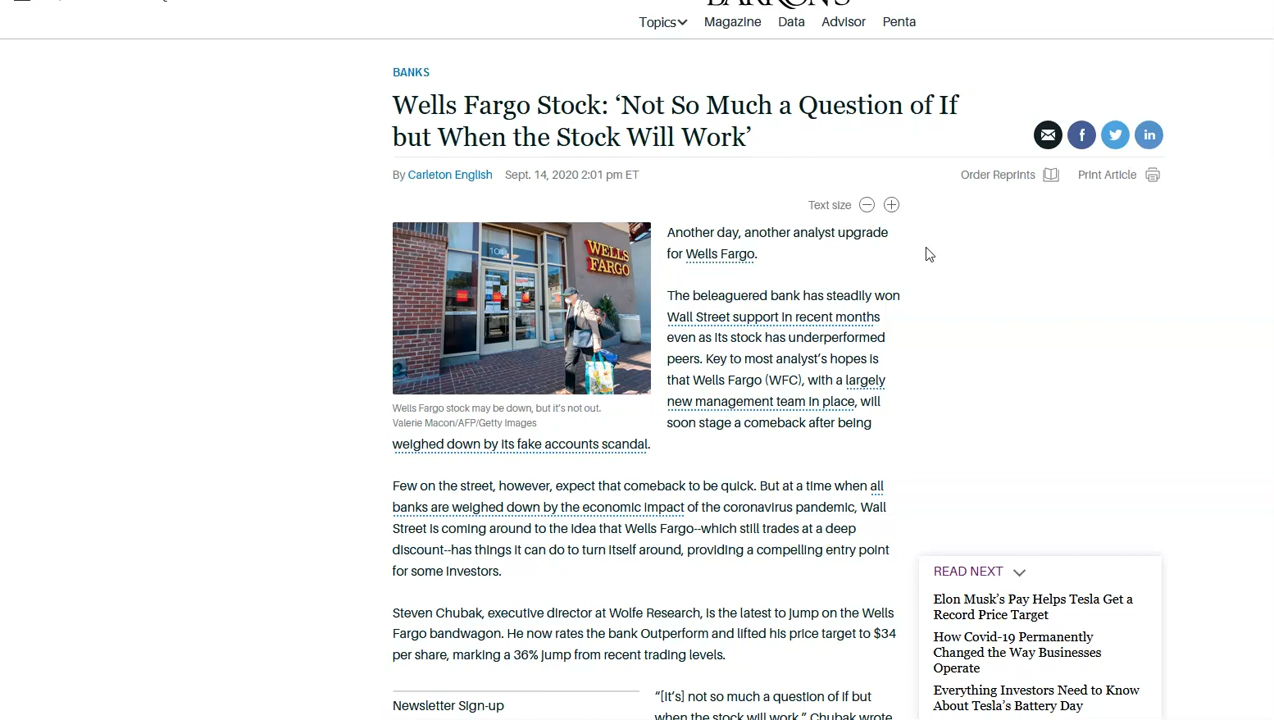 BARRON'S
Topics
Magazine
Data
Advisor
Penta
BANKS
Wells Fargo Stock: ‘Not So Much a Question of If
but When the Stock Will Work’
By Carleton English Sept. 14, 2020 2:01 pm ET
Order Reprints
Print Article
Text size
WELLS
FARGO
Another day, another analyst upgrade
for Wells Fargo.
The beleaguered bank has steadily won
Wall Street support in recent months
even as its stock has underperformed
peers. Key to most analyst’s hopes is
that Wells Fargo (WFC), with a largely
new management team in place, will
soon stage a comeback after being
Wells Fargo stock may be down, but it’s not out.
Valerie Macon/AFP/Getty Images
weighed down by its fake accounts scandal.
Few on the street, however, expect that comeback to be quick. But at a time when all
banks are weighed down by the economic impact of the coronavirus pandemic, Wall
Street is coming around to the idea that Wells Fargo--which still trades at a deep
discount--has things it can do to turn itself around, providing a compelling entry point
for some investors.
Steven Chubak, executive director at Wolfe Research, is the latest to jump on the Wells
Fargo bandwagon. He now rates the bank Outperform and lifted his price target to $34
per share, marking a 36% jump from recent trading levels.
Newsletter Sign-up
“[It’s] not so much a question of if but
when the stock will work,” Chubak wrote
READ NEXT
Elon Musk’s Pay Helps Tesla Get a
Record Price Target
How Covid-19 Permanently
Changed the Way Businesses
Operate
Everything Investors Need to Know
About Tesla’s Battery Day